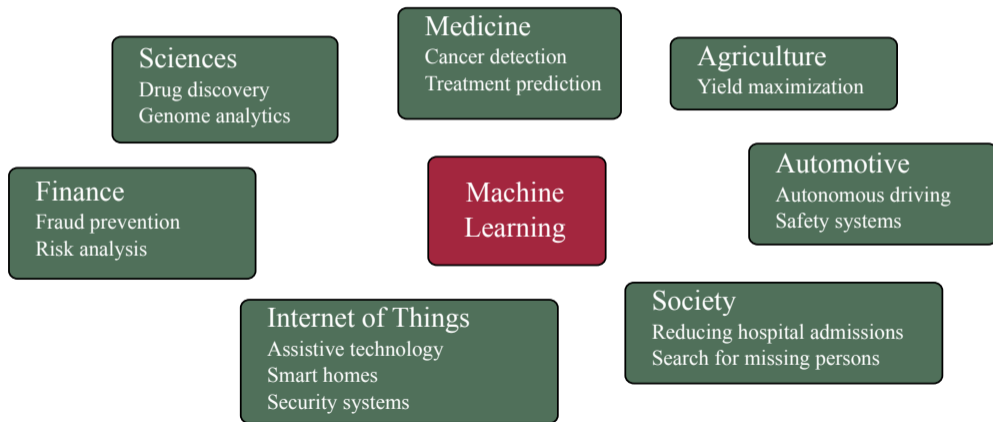 Sciences
Drug discovery
Genome analytics
Medicine
Cancer detection
Treatment prediction
Agriculture
Yield maximization
Finance
Fraud prevention
Risk analysis
Machine
Learning
Automotive
Autonomous driving
Safety systems
Internet of Things
Assistive technology
Smart homes
Security systems
Society
Reducing hospital admissions
Search for missing persons